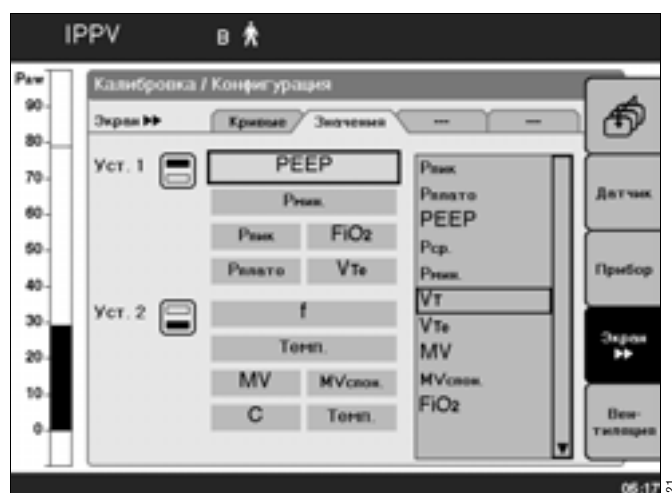 IPPV B
Paw
Калибровка / Конфигурация
Экран ▶▶ Кривые Значения --- ---
90
80
70
60
50
40
30
20
10
0
Уст. 1
PEEP
Pмин.
Pпик FiO2
Pплато VTe
Уст. 2
f
Темп.
MV MVспон.
C Темп.
Pпик
Pплато
PEEP
Pср.
Pмин.
VT
VTe
MV
MVспон.
FiO2
Датчик
Прибор
Экран
▶▶
Вен-
тиляция
05:17